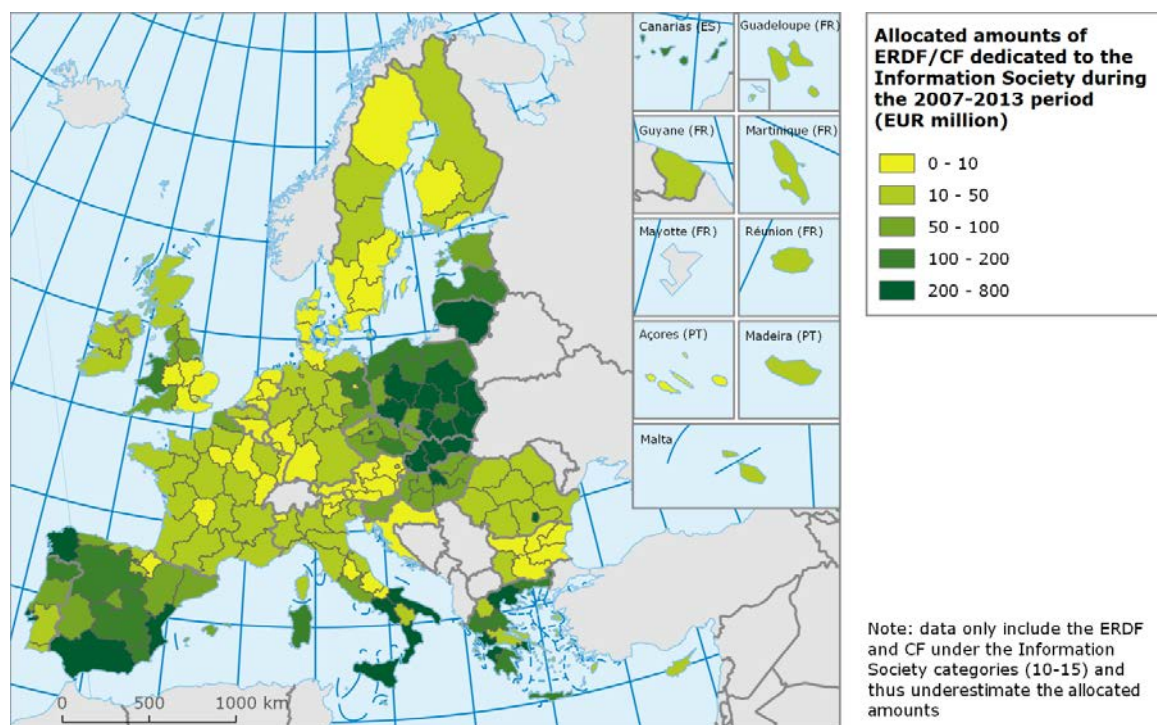 Canarias (ES)
Guadeloupe (FR)
Guyane (FR)
Martinique (FR)
Mayotte (FR)
Réunion (FR)
Açores (PT)
Madeira (PT)
Malta
0 500 1000 km
Allocated amounts of
ERDF/CF dedicated to the
Information Society during
the 2007-2013 period
(EUR million)
0 - 10
10 - 50
50 - 100
100 - 200
200 - 800
Note: data only include the ERDF
and CF under the Information
Society categories (10-15) and
thus underestimate the allocated
amounts